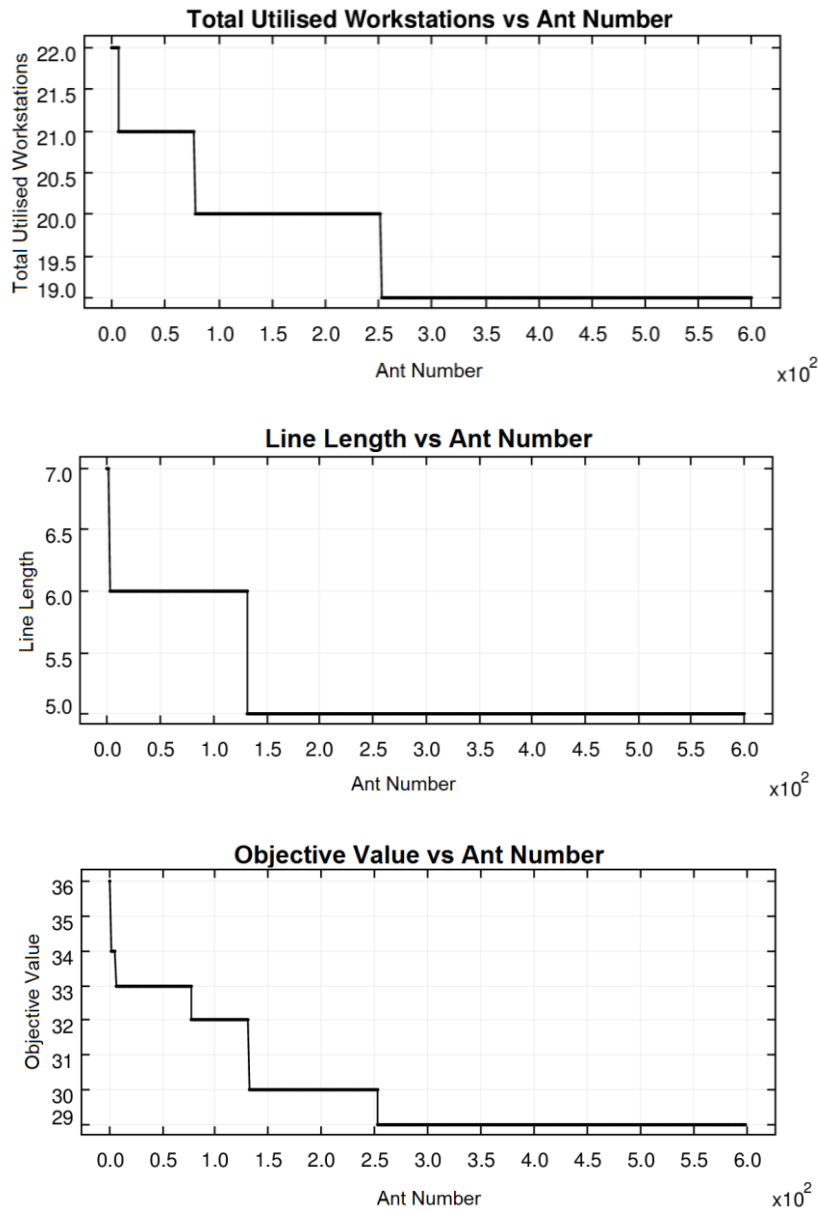 Total Utilised Workstations vs Ant Number
Total Utilised Workstations
22.0
21.5
21.0
20.5
20.0
19.5
19.0
0.0 0.5 1.0 1.5 2.0 2.5 3.0 3.5 4.0 4.5 5.0 5.5 6.0
Ant Number
x10²
Line Length vs Ant Number
Line Length
7.0
6.5
6.0
5.5
5.0
0.0 0.5 1.0 1.5 2.0 2.5 3.0 3.5 4.0 4.5 5.0 5.5 6.0
Ant Number
x10²
Objective Value vs Ant Number
Objective Value
36
35
34
33
32
31
30
29
0.0 0.5 1.0 1.5 2.0 2.5 3.0 3.5 4.0 4.5 5.0 5.5 6.0
Ant Number
x10²